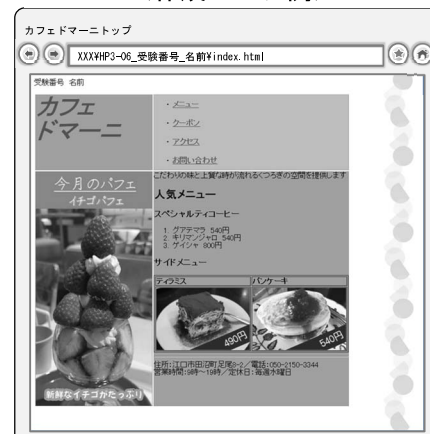 カフェドマーニトップ
XXX¥HP3-06_受験番号_名前¥index.html
受験番号 名前
カフェ
ドマーニ
・メニュー
・クーポン
・アクセス
・お問い合わせ
今月のパフェ
イチゴパフェ
新鮮なイチゴがたっぷり
こだわりの味と上質な時が流れるくつろぎの空間を提供します
人気メニュー
スペシャルティコーヒー
1. グアテマラ 540円
2. キリマンジャロ 540円
3. ゲイシャ 800円
サイドメニュー
ティラミス
パンケーキ
490円
540円
住所:江口市田沼町足尾8-2／電話:050-2150-3344
営業時間:9時～19時／定休日:毎週水曜日